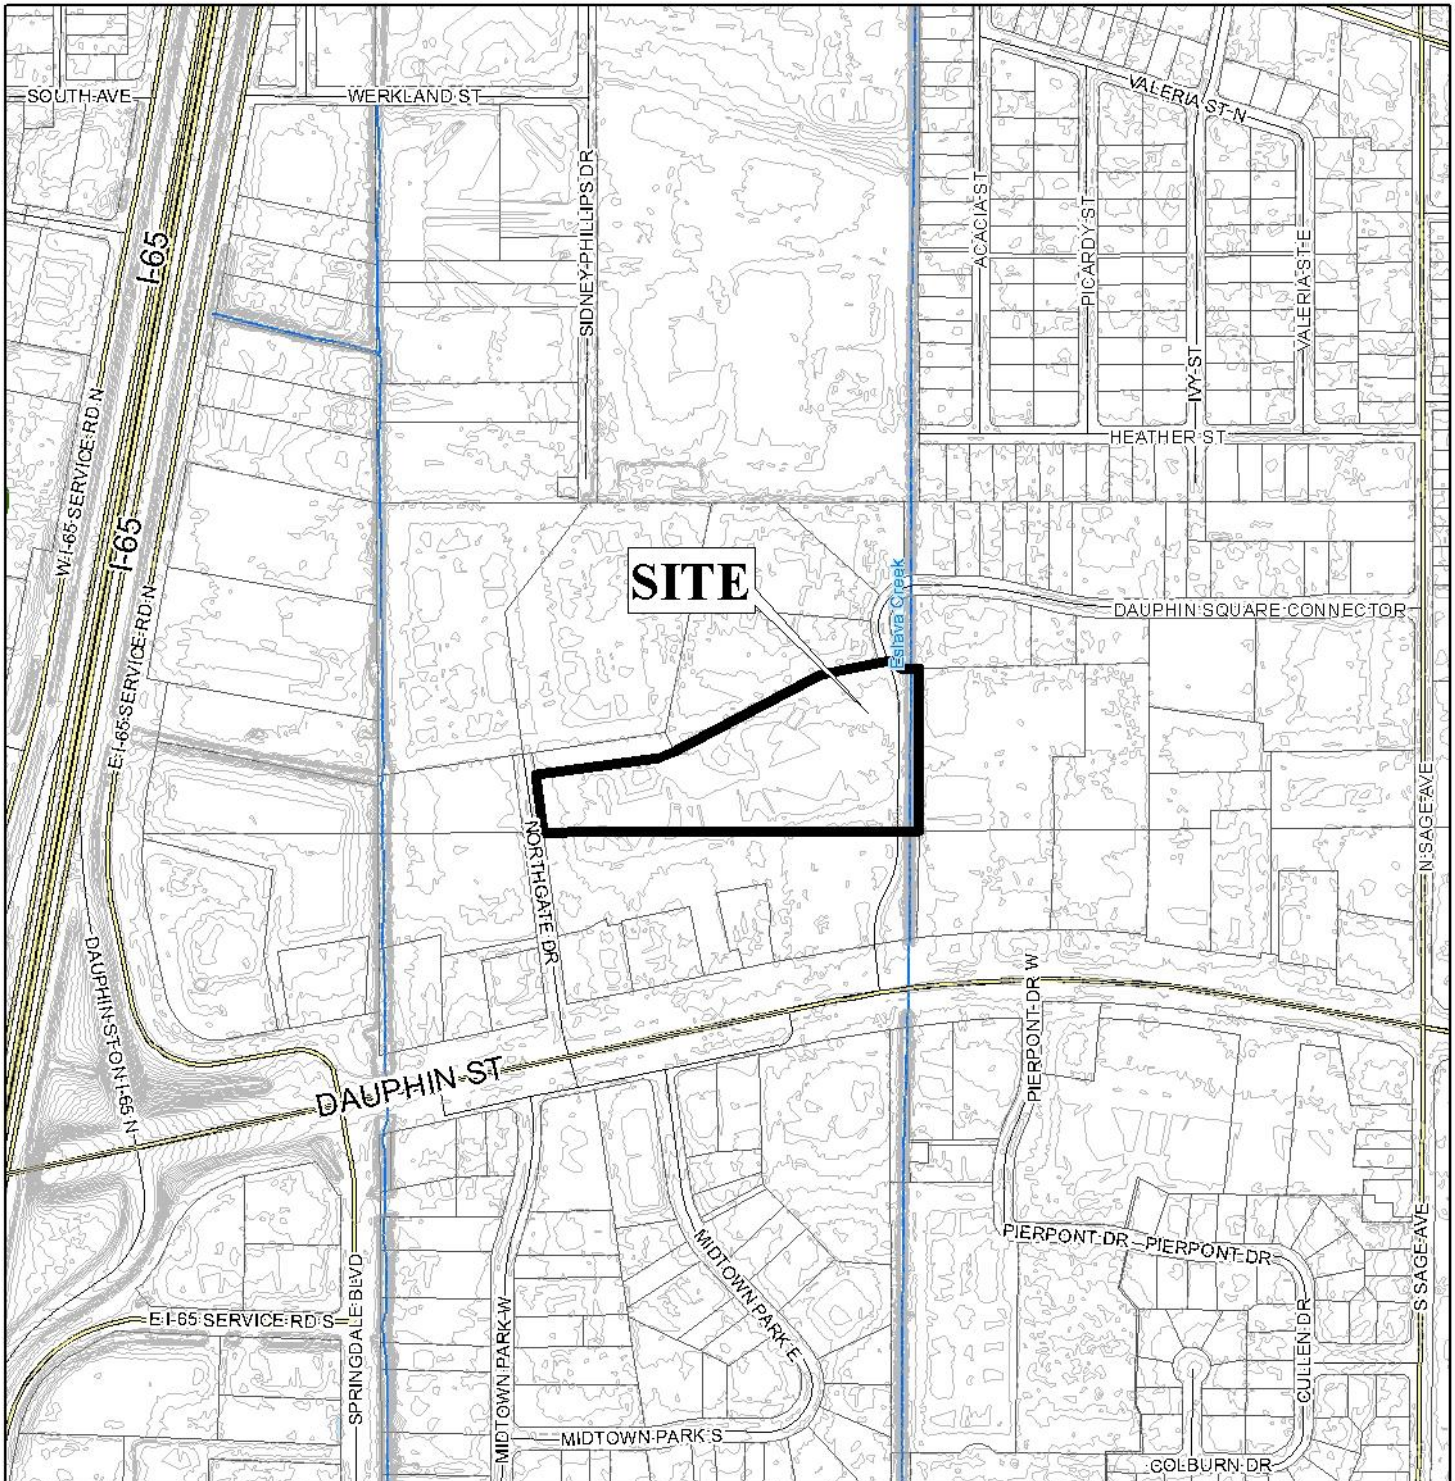 SOUTH AVE
WERKLAND ST
VALERIA ST N
SIDNEY PHILLIPS DR
ACACIA ST
PICARDY ST
I-65
VALERIA ST E
IVY ST
W I-65 SERVICE RD N
HEATHER ST
I-65
SITE
Eslava Creek
DAUPHIN SQUARE CONNECTOR
E I-65 SERVICE RD N
N SAGE AVE
NORTHGATE DR
DAUPHIN ST ON I-65 N
PIERPONT DR W
DAUPHIN ST
PIERPONT DR
PIERPONT DR
S SAGE AVE
MIDTOWN PARK E
E I-65 SERVICE RD S
SPRINGDALE BLVD
MIDTOWN PARK W
CULLEN DR
MIDTOWN PARK S
COLBURN DR